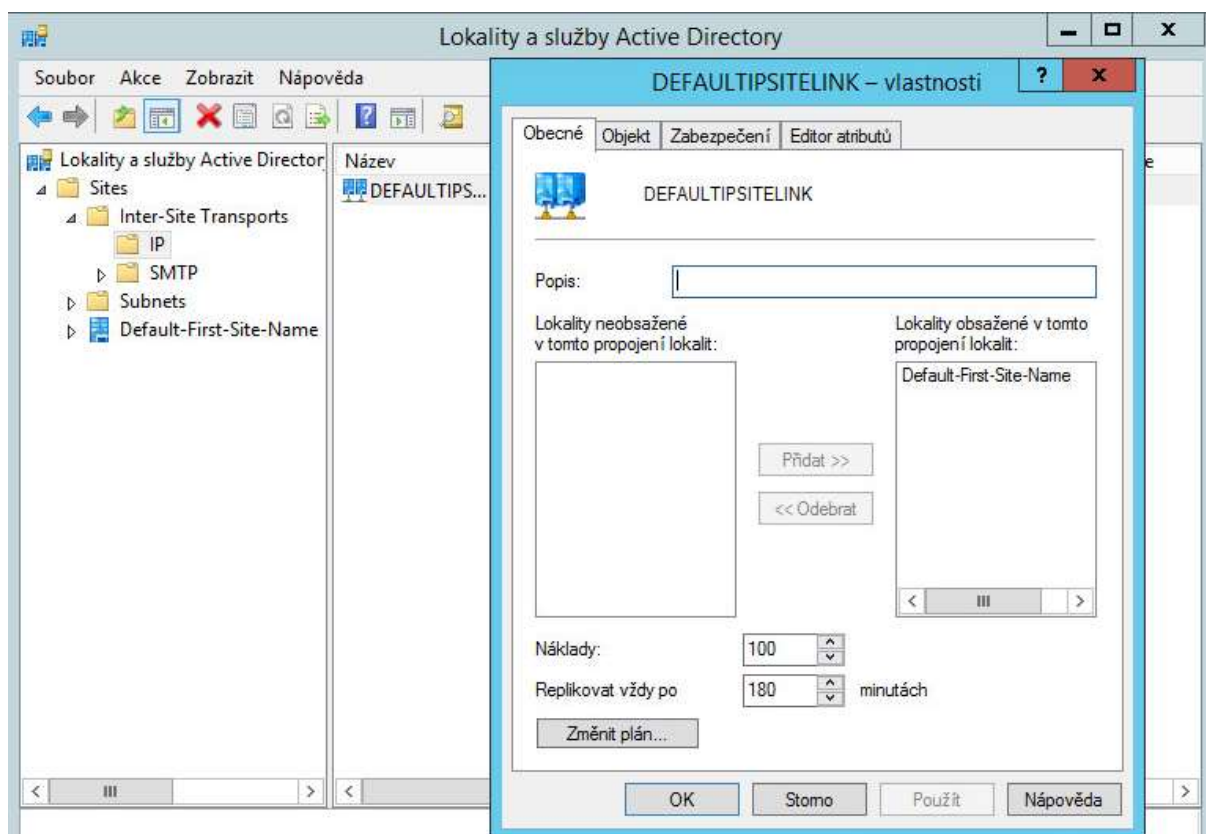 Lokality a služby Active Directory
Soubor Akce Zobrazit Nápověda
Lokality a služby Active Director
Sites
Inter-Site Transports
IP
SMTP
Subnets
Default-First-Site-Name
Název
DEFAULTIPS...
e
DEFAULTIPSITELINK – vlastnosti
?
Obecné Objekt Zabezpečení Editor atributů
DEFAULTIPSITELINK
Popis:
Lokality neobsažené
v tomto propojení lokalit:
Lokality obsažené v tomto
propojení lokalit:
Default-First-Site-Name
Přidat >>
<< Odebrat
Náklady: 100
Replikovat vždy po 180 minutách
Změnit plán...
OK Storno Použít Nápověda